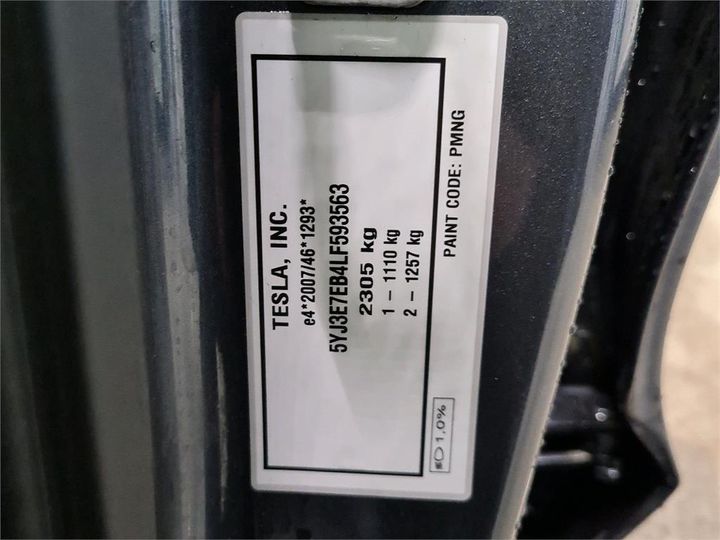 TESLA, INC.
e4*2007/46*1293*
5YJ3E7EB4LF593563
2305 kg
1 – 1110 kg
2 – 1257 kg
PAINT CODE: PMNG
1,0%